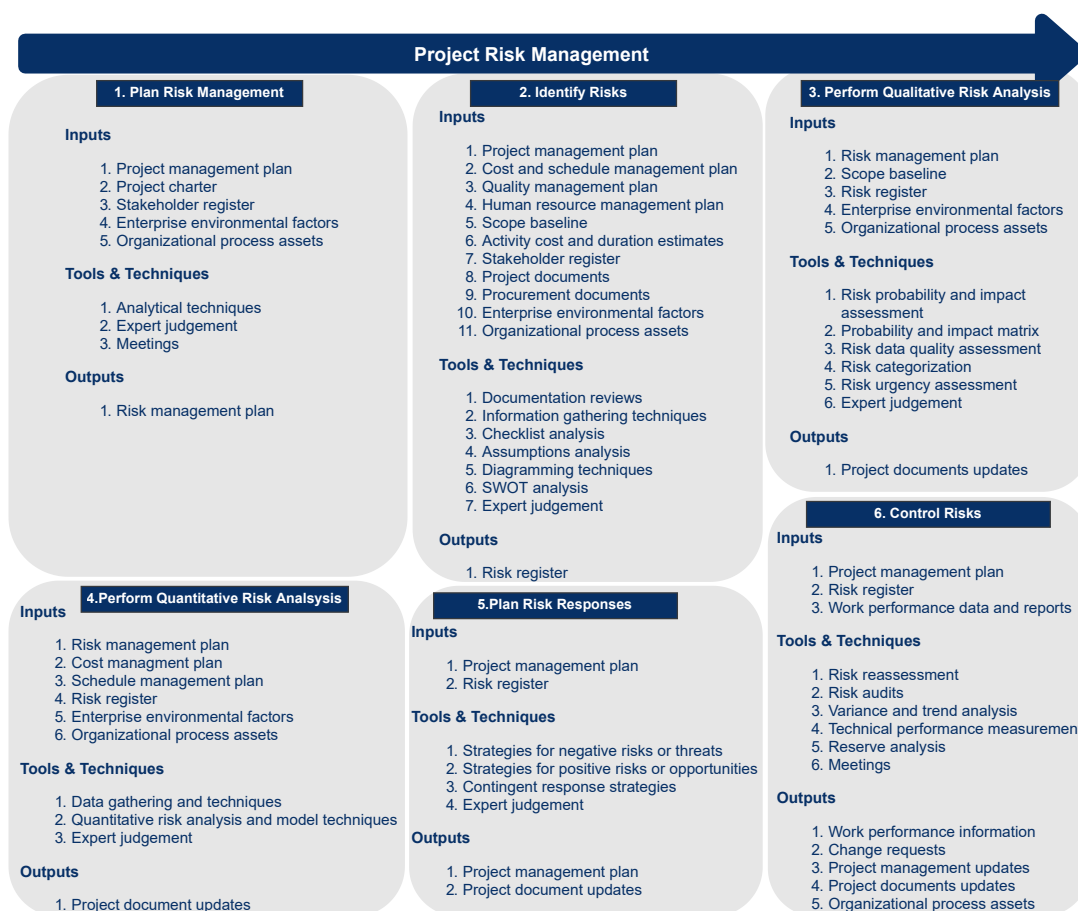 Project Risk Management
1. Plan Risk Management
Inputs
1. Project management plan
2. Project charter
3. Stakeholder register
4. Enterprise environmental factors
5. Organizational process assets
Tools & Techniques
1. Analytical techniques
2. Expert judgement
3. Meetings
Outputs
1. Risk management plan
2. Identify Risks
Inputs
1. Project management plan
2. Cost and schedule management plan
3. Quality management plan
4. Human resource management plan
5. Scope baseline
6. Activity cost and duration estimates
7. Stakeholder register
8. Project documents
9. Procurement documents
10. Enterprise environmental factors
11. Organizational process assets
Tools & Techniques
1. Documentation reviews
2. Information gathering techniques
3. Checklist analysis
4. Assumptions analysis
5. Diagramming techniques
6. SWOT analysis
7. Expert judgement
Outputs
1. Risk register
3. Perform Qualitative Risk Analysis
Inputs
1. Risk management plan
2. Scope baseline
3. Risk register
4. Enterprise environmental factors
5. Organizational process assets
Tools & Techniques
1. Risk probability and impact
assessment
2. Probability and impact matrix
3. Risk data quality assessment
4. Risk categorization
5. Risk urgency assessment
6. Expert judgement
Outputs
1. Project documents updates
4.Perform Quantitative Risk Analsysis
Inputs
1. Risk management plan
2. Cost managment plan
3. Schedule management plan
4. Risk register
5. Enterprise environmental factors
6. Organizational process assets
Tools & Techniques
1. Data gathering and techniques
2. Quantitative risk analysis and model techniques
3. Expert judgement
Outputs
1. Project document updates
5.Plan Risk Responses
Inputs
1. Project management plan
2. Risk register
Tools & Techniques
1. Strategies for negative risks or threats
2. Strategies for positive risks or opportunities
3. Contingent response strategies
4. Expert judgement
Outputs
1. Project management plan
2. Project document updates
6. Control Risks
Inputs
1. Project management plan
2. Risk register
3. Work performance data and reports
Tools & Techniques
1. Risk reassessment
2. Risk audits
3. Variance and trend analysis
4. Technical performance measuremen
5. Reserve analysis
6. Meetings
Outputs
1. Work performance information
2. Change requests
3. Project management updates
4. Project documents updates
5. Organizational process assets